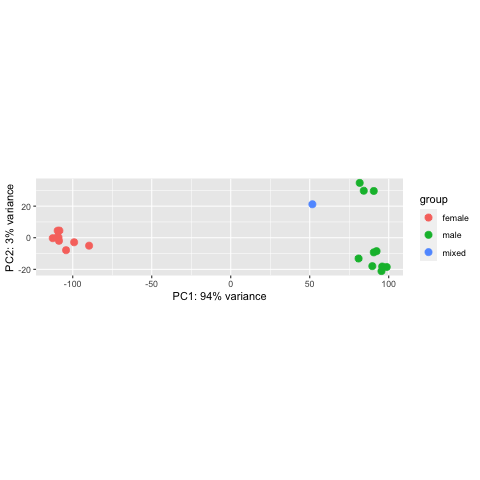 PC2: 3% variance
20
0
-20
-100
-50
0
50
100
PC1: 94% variance
group
female
male
mixed